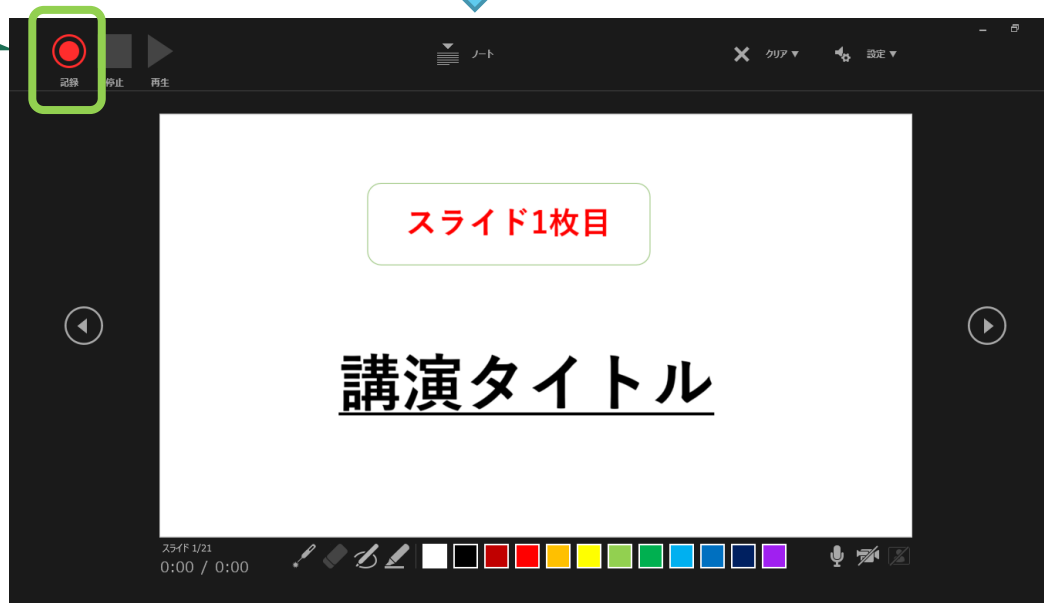 記録 停止 再生
ノート
クリア▼
設定▼
スライド1枚目
講演タイトル
スライド 1/21
0:00 / 0:00